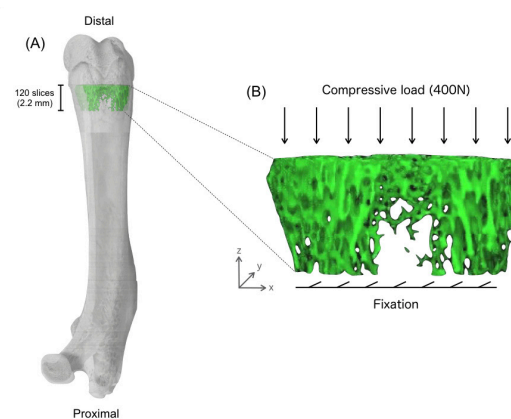 Distal
(A)
120 slices
(2.2 mm)
(B)
Compressive load (400N)
z
y
x
Fixation
Proximal